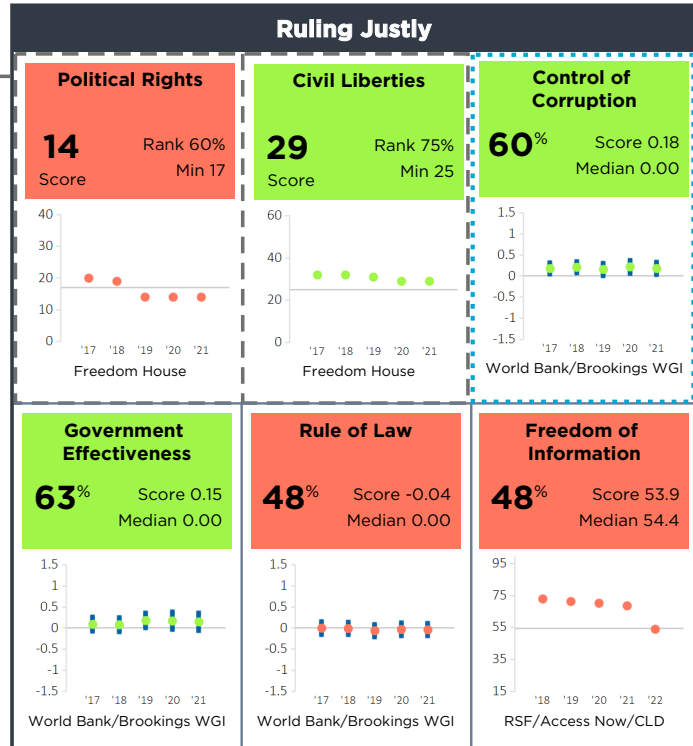 Ruling Justly
Political Rights
14
Score
Rank 60%
Min 17
40
30
20
10
0
'17 '18 '19 '20 '21
Freedom House
Civil Liberties
29
Score
Rank 75%
Min 25
60
40
20
0
'17 '18 '19 '20 '21
Freedom House
Control of
Corruption
60%
Score 0.18
Median 0.00
1.5
1
0.5
0
-0.5
-1
-1.5
'17 '18 '19 '20 '21
World Bank/Brookings WGI
Government
Effectiveness
63%
Score 0.15
Median 0.00
1.5
1
0.5
0
-0.5
-1
-1.5
'17 '18 '19 '20 '21
World Bank/Brookings WGI
Rule of Law
48%
Score -0.04
Median 0.00
1.5
1
0.5
0
-0.5
-1
-1.5
'17 '18 '19 '20 '21
World Bank/Brookings WGI
Freedom of
Information
48%
Score 53.9
Median 54.4
95
75
55
35
15
'18 '19 '20 '21 '22
RSF/Access Now/CLD